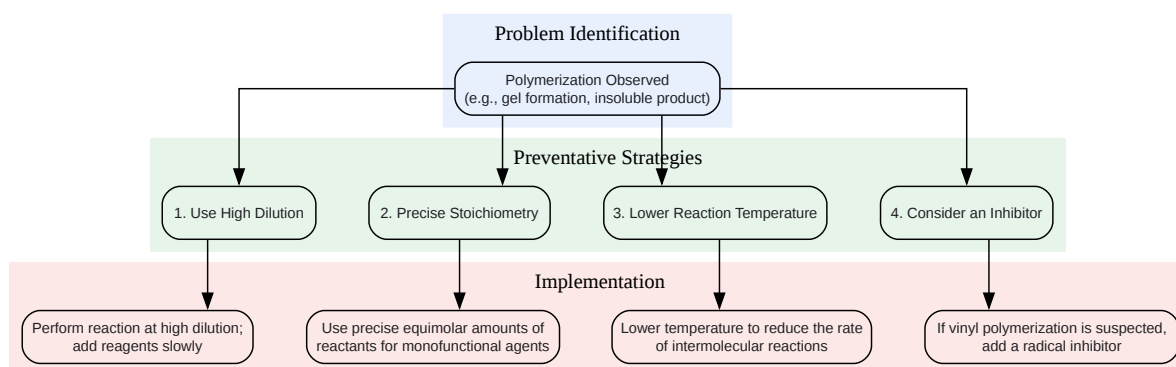 Problem Identification
Polymerization Observed
(e.g., gel formation, insoluble product)
Preventative Strategies
1. Use High Dilution
2. Precise Stoichiometry
3. Lower Reaction Temperature
4. Consider an Inhibitor
Implementation
Perform reaction at high dilution;
add reagents slowly
Use precise equimolar amounts of
reactants for monofunctional agents
Lower temperature to reduce the rate
of intermolecular reactions
If vinyl polymerization is suspected,
add a radical inhibitor